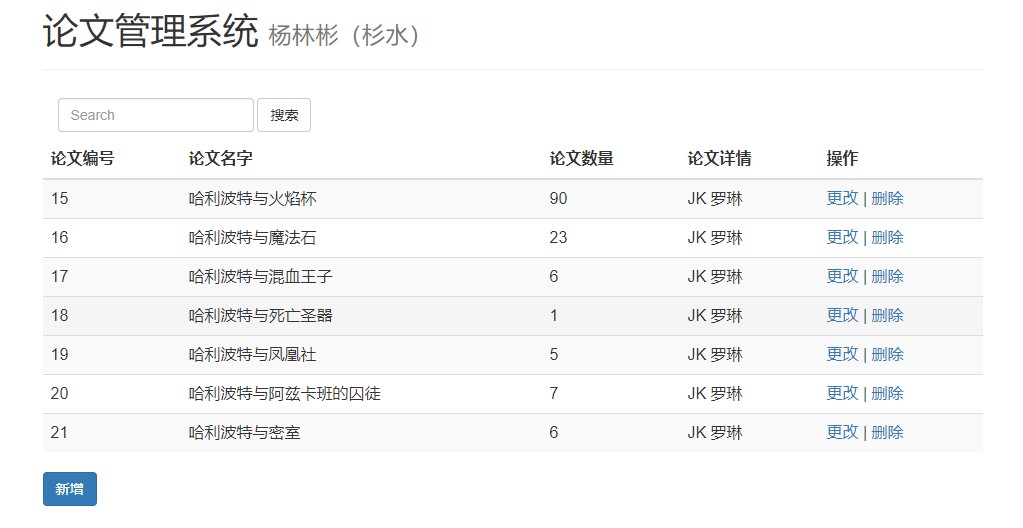 论文管理系统 杨林彬（杉水）
Search 搜索
论文编号 论文名字 论文数量 论文详情 操作
15 哈利波特与火焰杯 90 JK 罗琳 更改 | 删除
16 哈利波特与魔法石 23 JK 罗琳 更改 | 删除
17 哈利波特与混血王子 6 JK 罗琳 更改 | 删除
18 哈利波特与死亡圣器 1 JK 罗琳 更改 | 删除
19 哈利波特与凤凰社 5 JK 罗琳 更改 | 删除
20 哈利波特与阿兹卡班的囚徒 7 JK 罗琳 更改 | 删除
21 哈利波特与密室 6 JK 罗琳 更改 | 删除
新增